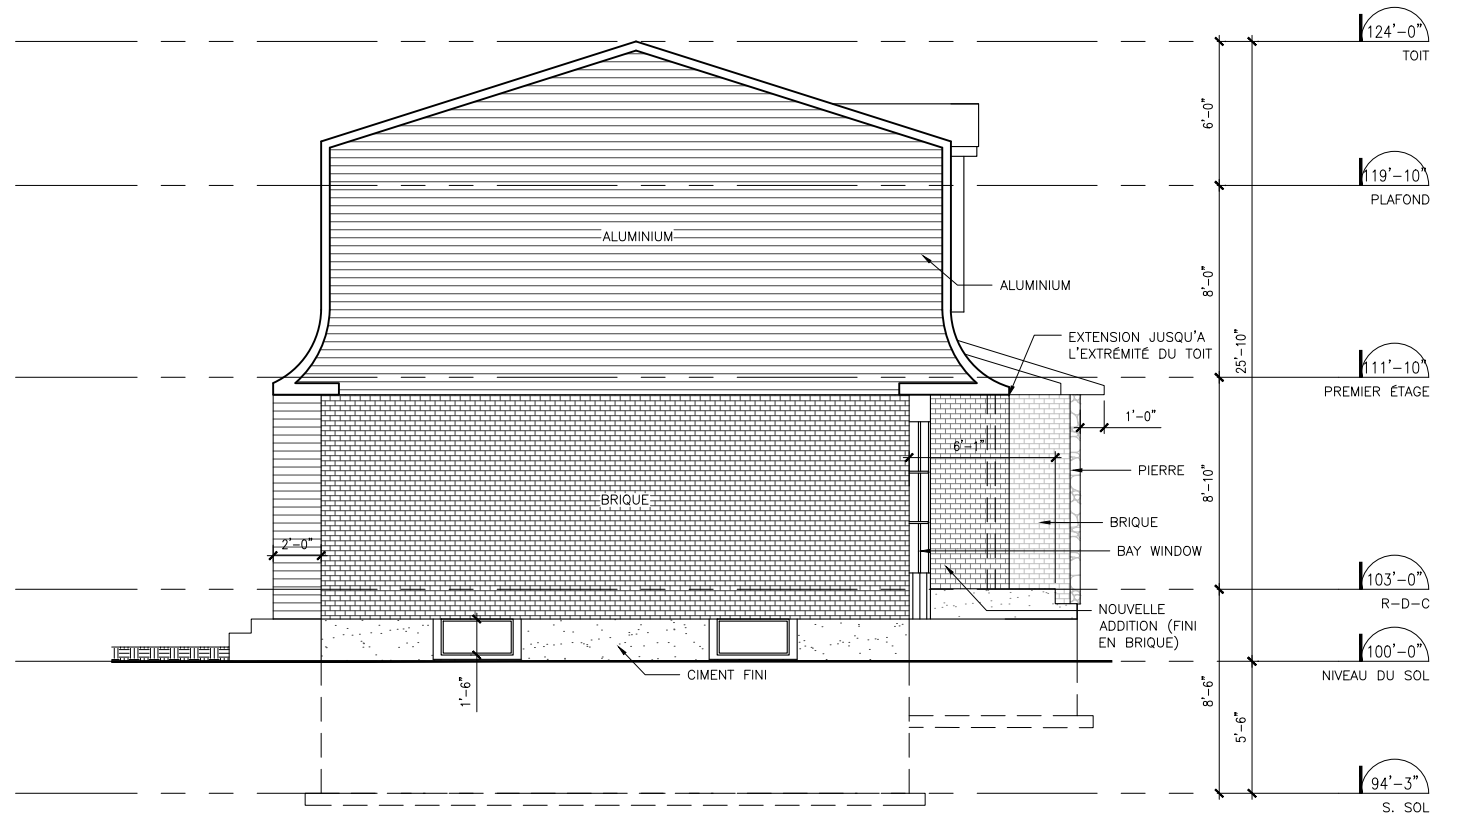 124'-0"
TOIT
6'-0"
119'-10"
PLAFOND
ALUMINIUM
ALUMINIUM
8'-0"
EXTENSION JUSQU'A
L'EXTRÉMITÉ DU TOIT
25'-10"
111'-10"
PREMIER ÉTAGE
1'-0"
6'-1"
PIERRE
8'-10"
BRIQUE
BRIQUE
2'-0"
BAY WINDOW
103'-0"
R-D-C
NOUVELLE
ADDITION (FINI
EN BRIQUE)
100'-0"
NIVEAU DU SOL
CIMENT FINI
1'-6"
8'-6"
5'-6"
94'-3"
S. SOL